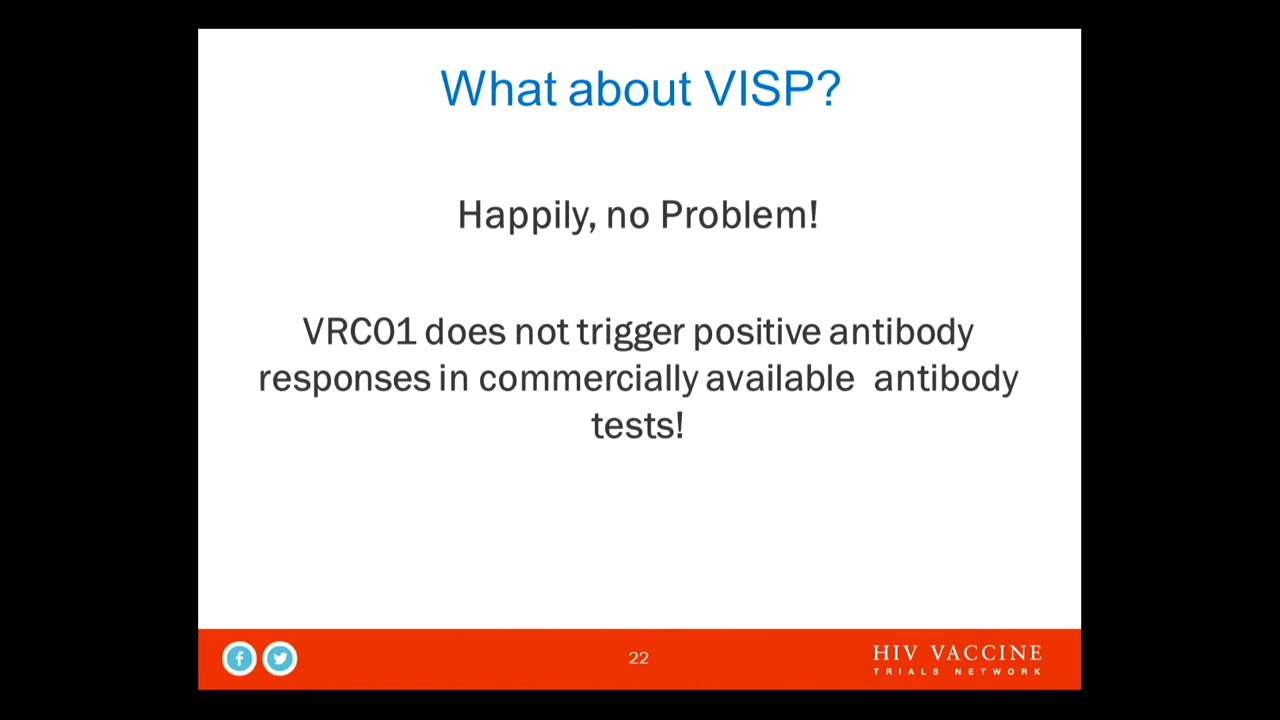 What about VISP?
Happily, no Problem!
VRC01 does not trigger positive antibody
responses in commercially available antibody
tests!
22
HIV VACCINE
TRIALS NETWORK